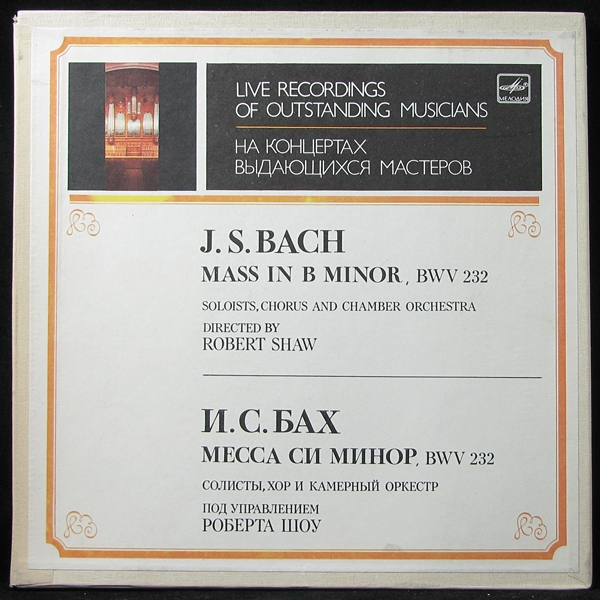 LIVE RECORDINGS
OF OUTSTANDING MUSICIANS
НА КОНЦЕРТАХ
ВЫДАЮЩИХСЯ МАСТЕРОВ
МЕЛОДИЯ
J. S. BACH
MASS IN B MINOR, BWV 232
SOLOISTS, CHORUS AND CHAMBER ORCHESTRA
DIRECTED BY
ROBERT SHAW
И. С. БАХ
МЕССА СИ МИНОР, BWV 232
СОЛИСТЫ, ХОР И КАМЕРНЫЙ ОРКЕСТР
ПОД УПРАВЛЕНИЕМ
РОБЕРТА ШОУ